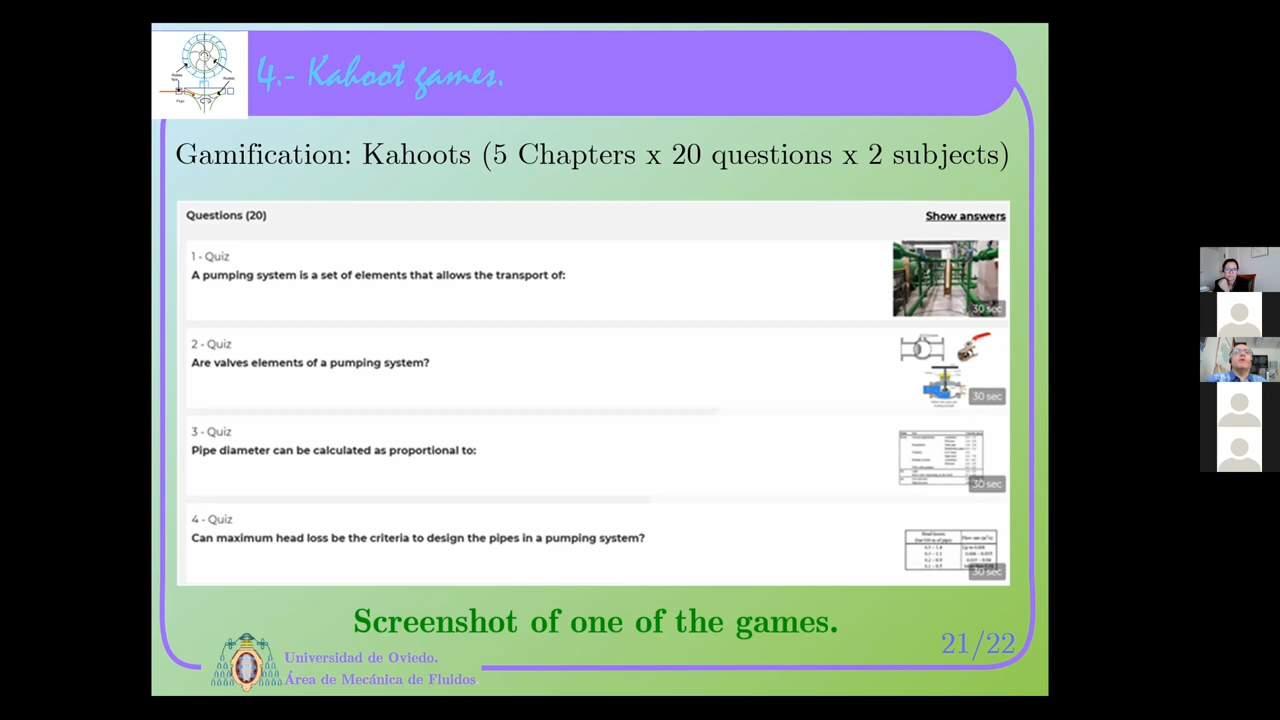 4.- Kahoot games.
Gamification: Kahoots (5 Chapters x 20 questions x 2 subjects)
Questions (20)
Show answers
1 - Quiz
A pumping system is a set of elements that allows the transport of:
30 sec
2 - Quiz
Are valves elements of a pumping system?
30 sec
3 - Quiz
Pipe diameter can be calculated as proportional to:
30 sec
4 - Quiz
Can maximum head loss be the criteria to design the pipes in a pumping system?
30 sec
Screenshot of one of the games.
21/22
Universidad de Oviedo.
Área de Mecánica de Fluidos